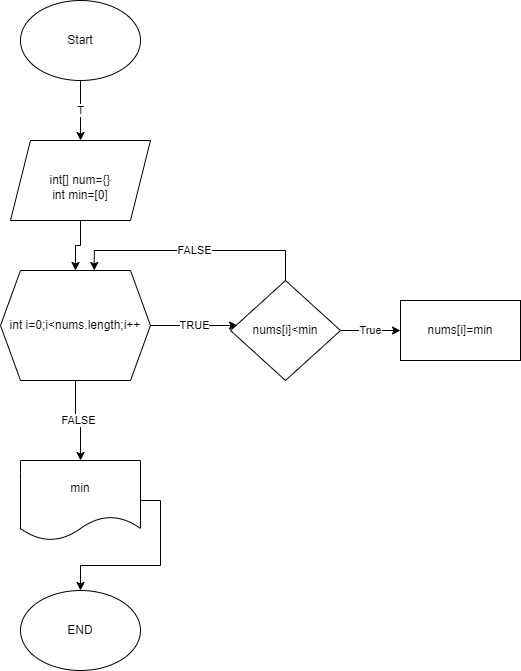 Start
T
int[] num={}
int min=[0]
FALSE
int i=0;i<nums.length;i++
TRUE
nums[i]<min
True
nums[i]=min
FALSE
min
END